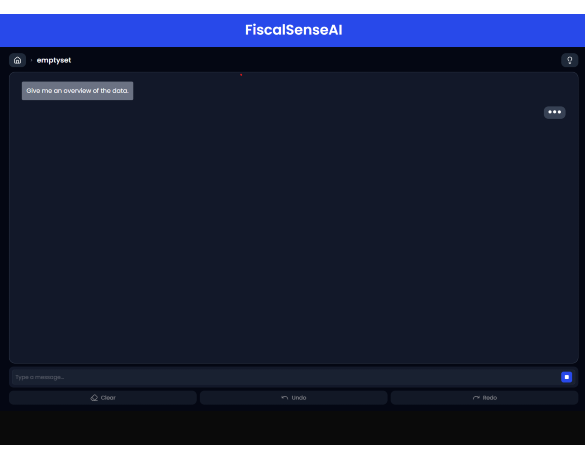 FiscalSenseAI
emptyset
Give me an overview of the data.
Type a message...
Clear
Undo
Redo